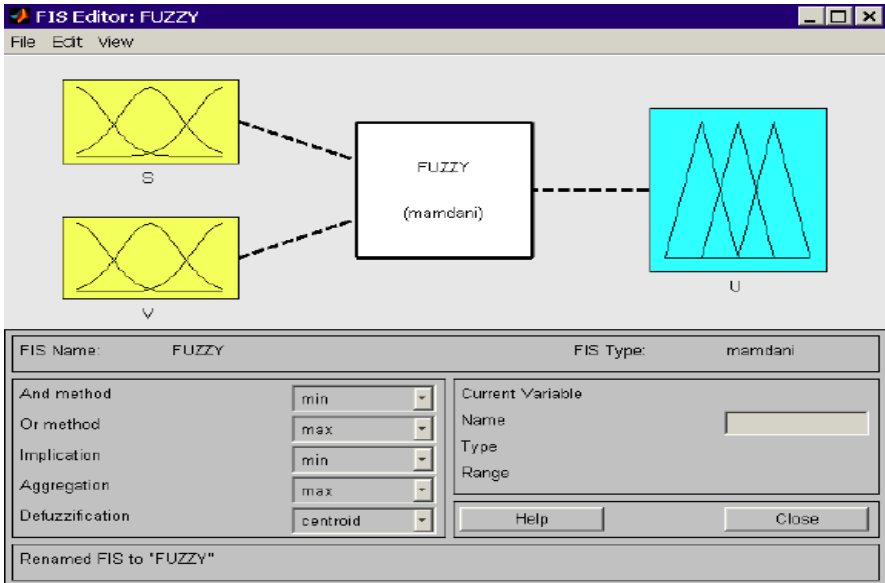 FIS Editor: FUZZY
File Edit View
S
V
FUZZY
(mamdani)
U
FIS Name: FUZZY FIS Type: mamdani
And method min
Or method max
Implication min
Aggregation max
Defuzzification centroid
Current Variable
Name
Type
Range
Help Close
Renamed FIS to "FUZZY"